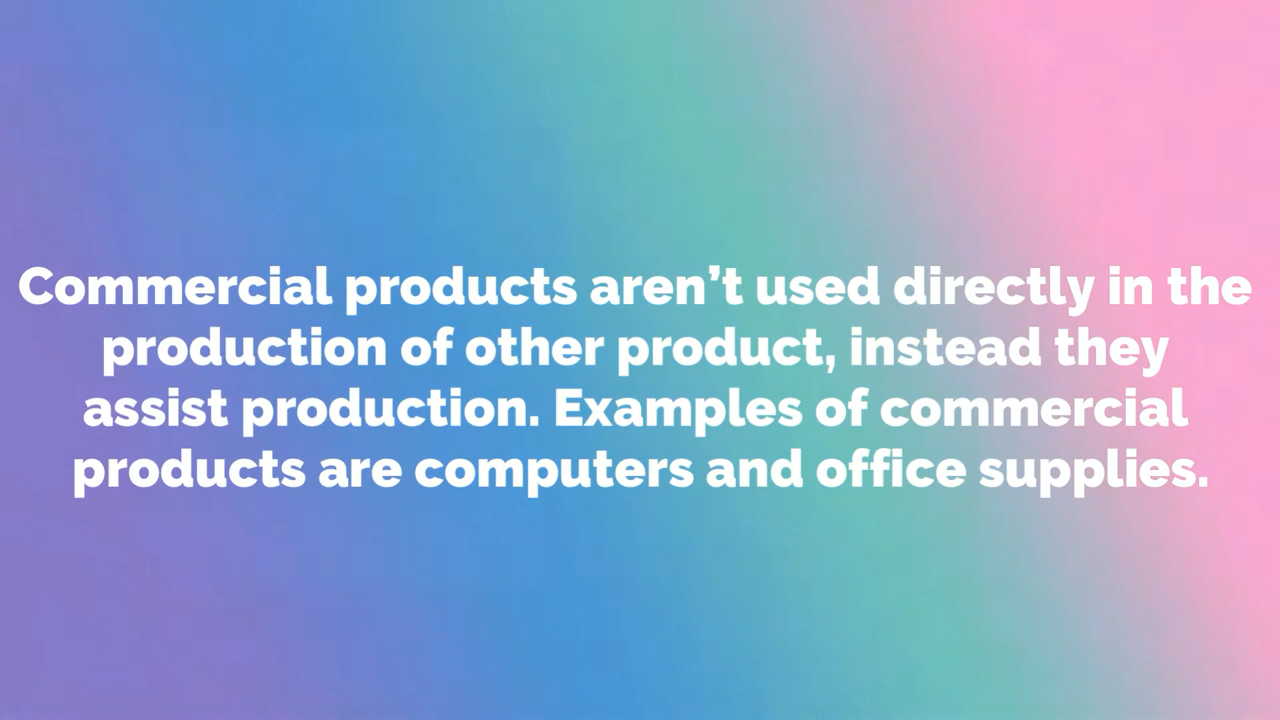 Commercial products aren’t used directly in the
production of other product, instead they
assist production. Examples of commercial
products are computers and office supplies.